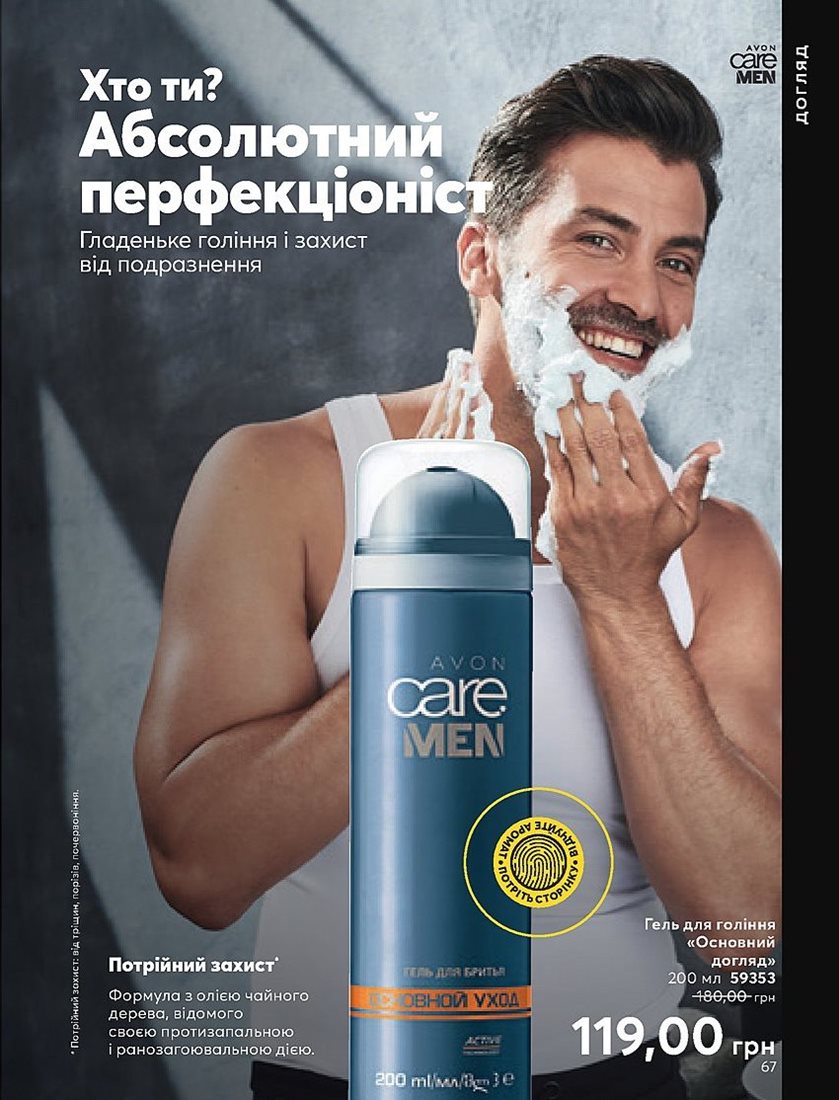 AVON
care
MEN
ДОГЛЯД
Хто ти?
Абсолютний
перфекціоніст
Гладеньке гоління і захист
від подразнення
AVON
care
MEN
ВІДЧУЙТЕ АРОМАТ • ПОТРІТЬ СТОРІНКУ •
ГЕЛЬ ДЛЯ БРИТЬЯ
ОСНОВНОЙ УХОД
ACTIVE
200 ml/мл/
* Потрійний захист: від тріщин, порізів, почервоніння.
Потрійний захист*
Формула з олією чайного
дерева, відомого
своєю протизапальною
і ранозагоювальною дією.
Гель для гоління
«Основний
догляд»
200 мл 59353
180,00 грн
119,00 грн
67